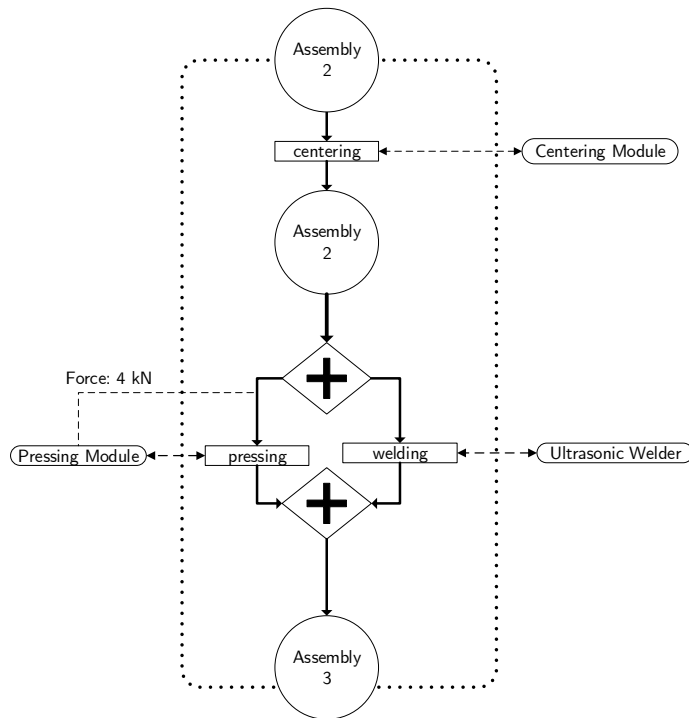 Assembly
2
centering
Centering Module
Assembly
2
Force: 4 kN
Pressing Module
pressing
welding
Ultrasonic Welder
Assembly
3